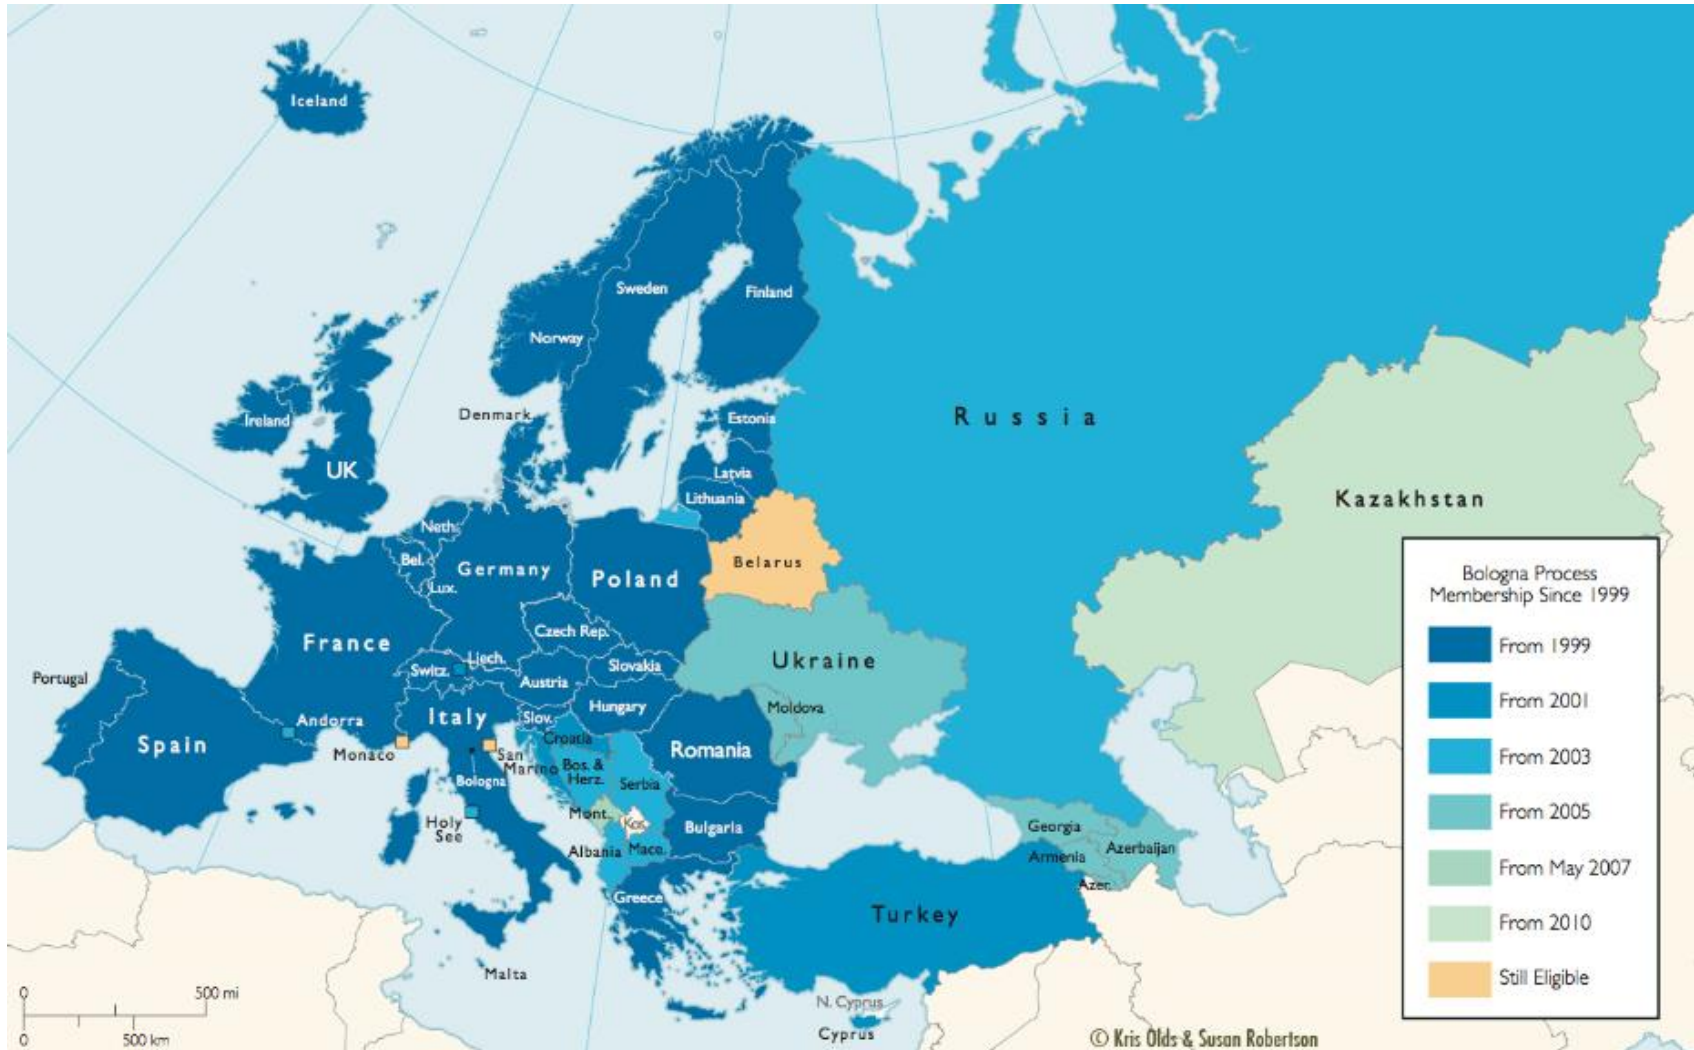 Iceland
Sweden
Finland
Norway
Russia
Denmark
Estonia
Ireland
Latvia
UK
Lithuania
Kazakhstan
Neth.
Bel.
Germany
Poland
Belarus
Lux.
France
Czech Rep.
Ukraine
Switz.
Liech.
Slovakia
Portugal
Austria
Hungary
Moldova
Andorra
Italy
Slov.
Spain
Croatia
Romania
Monaco
San
Marino
Bos. &
Herz.
Bologna
Serbia
Holy
See
Mont.
Kos.
Bulgaria
Georgia
Azerbaijan
Albania
Mace.
Armenia
Azer.
Greece
Turkey
Malta
N. Cyprus
Cyprus
Bologna Process
Membership Since 1999
From 1999
From 2001
From 2003
From 2005
From May 2007
From 2010
Still Eligible
0
500 mi
0
500 km
© Kris Olds & Susan Robertson